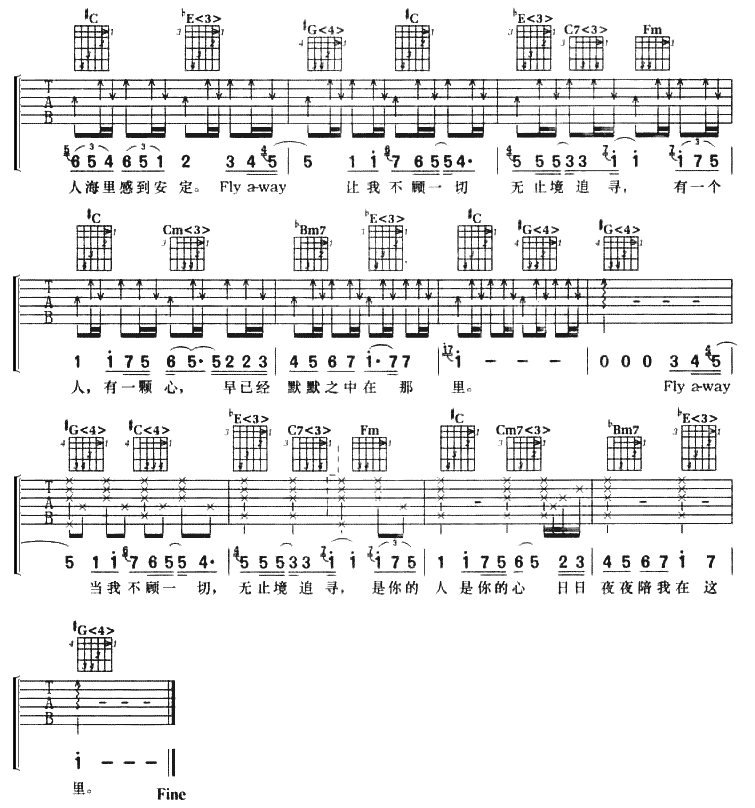 ♯C ♭E<3> ♯G<4> ♯C ♭E<3> C7<3> Fm
T
A
B
6 5 4 6 5 1 2 3 4 5 5 1 i 7 6 5 5 4· 5 5 5 3 3 i i i 7 5
人海里感到安定。 Fly a-way 让我不顾一切 无止境追寻, 有一个
♯C Cm<3> ♭Bm7 ♭E<3> ♯C ♯G<4> ♯G<4>
T
A
B
1 i 7 5 6 5· 5 2 2 3 4 5 6 7 i· 7 7 i - - - 0 0 0 3 4 5
人,有一颗心, 早已经 默默之中在 那 里。 Fly a-way
♯G<4> ♯C<4> ♭E<3> C7<3> Fm ♯C Cm7<3> ♭Bm7 ♭E<3>
T
A
B
5 1 i 7 6 5 5 4· 5 5 5 3 3 i i i 7 5 1 i 7 5 6 5 2 3 4 5 6 7 i 7
当我不顾一切, 无止境追寻, 是你的 人是你的心 日日 夜夜陪我在这
♯G<4>
T
A
B
i - - -
里。
Fine